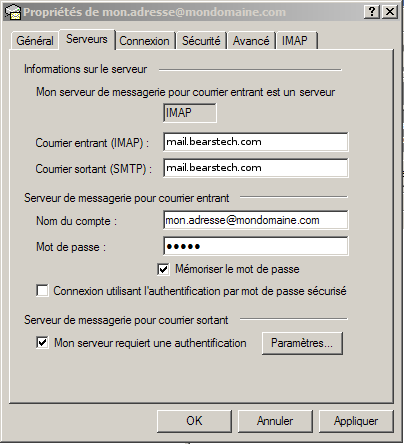 Propriétés de mon.adresse@mondomaine.com
Général Serveurs Connexion Sécurité Avancé IMAP
Informations sur le serveur
Mon serveur de messagerie pour courrier entrant est un serveur
IMAP
Courrier entrant (IMAP) : mail.bearstech.com
Courrier sortant (SMTP) : mail.bearstech.com
Serveur de messagerie pour courrier entrant
Nom du compte : mon.adresse@mondomaine.com
Mot de passe : •••••
Mémoriser le mot de passe
Connexion utilisant l'authentification par mot de passe sécurisé
Serveur de messagerie pour courrier sortant
Mon serveur requiert une authentification Paramètres...
OK Annuler Appliquer